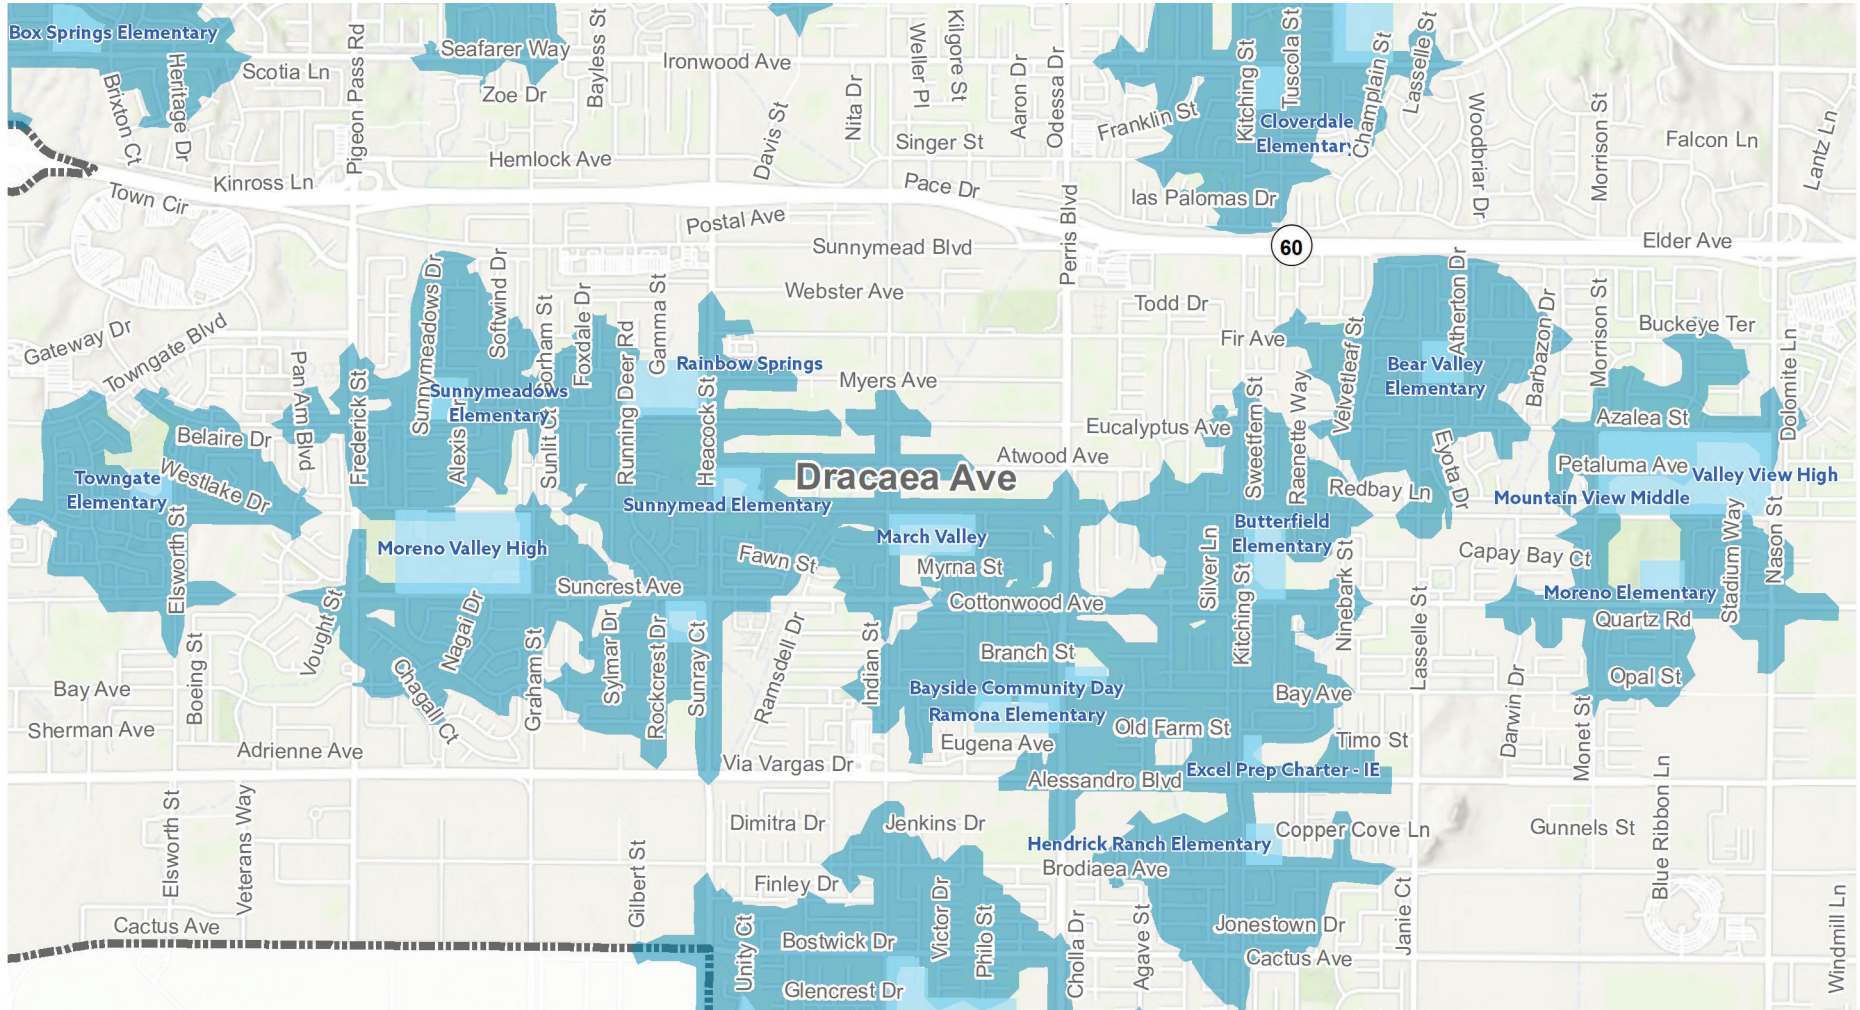 Box Springs Elementary
Seafarer Way
Scotia Ln
Zoe Dr
Heritage Dr
Brixton Ct
Pigeon Pass Rd
Bayless St
Ironwood Ave
Weller Pl
Kilgore St
Nita Dr
Aaron Dr
Odessa Dr
Davis St
Singer St
Hemlock Ave
Franklin St
Kitching St
Tuscola St
Champlain St
Lasselle St
Cloverdale
Elementary
Woodbriar Dr
Morrison St
Falcon Ln
Lantz Ln
Kinross Ln
Town Cir
Pace Dr
las Palomas Dr
Postal Ave
Sunnymead Blvd
Perris Blvd
60
Elder Ave
Webster Ave
Todd Dr
Gateway Dr
Towngate Blvd
Sunnymeadows Dr
Softwind Dr
Gorham St
Foxdale Dr
Running Deer Rd
Gamma St
Fir Ave
Velvetleaf St
Atherton Dr
Barbazon Dr
Morrison St
Buckeye Ter
Dolomite Ln
Pan Am Blvd
Frederick St
Sunnymeadows
Elementary
Rainbow Springs
Myers Ave
Bear Valley
Elementary
Belaire Dr
Alexis
Sunlit Ct
Heacock St
Eucalyptus Ave
Sweetfern St
Raenette Way
Azalea St
Towngate
Elementary
Westlake Dr
Dracaea Ave
Atwood Ave
Redbay Ln
Eyota Dr
Petaluma Ave
Valley View High
Mountain View Middle
Sunnymead Elementary
Elsworth St
Moreno Valley High
March Valley
Butterfield
Elementary
Silver Ln
Ninebark St
Capay Bay Ct
Stadium Way
Nason St
Fawn St
Myrna St
Suncrest Ave
Cottonwood Ave
Kitching St
Lasselle St
Moreno Elementary
Quartz Rd
Vought St
Nagai Dr
Boeing St
Chagall Ct
Graham St
Sylmar Dr
Rockcrest Dr
Sunray Ct
Ramsdell Dr
Indian St
Branch St
Bay Ave
Bayside Community Day
Ramona Elementary
Bay Ave
Darwin Dr
Opal St
Monet St
Sherman Ave
Adrienne Ave
Eugena Ave
Old Farm St
Timo St
Via Vargas Dr
Alessandro Blvd
Excel Prep Charter - IE
Blue Ribbon Ln
Elsworth St
Veterans Way
Gilbert St
Dimitra Dr
Jenkins Dr
Hendrick Ranch Elementary
Copper Cove Ln
Gunnels St
Finley Dr
Brodiaea Ave
Victor Dr
Philo St
Cactus Ave
Unity Ct
Bostwick Dr
Cholla Dr
Agave St
Jonestown Dr
Janie Ct
Cactus Ave
Windmill Ln
Glencrest Dr